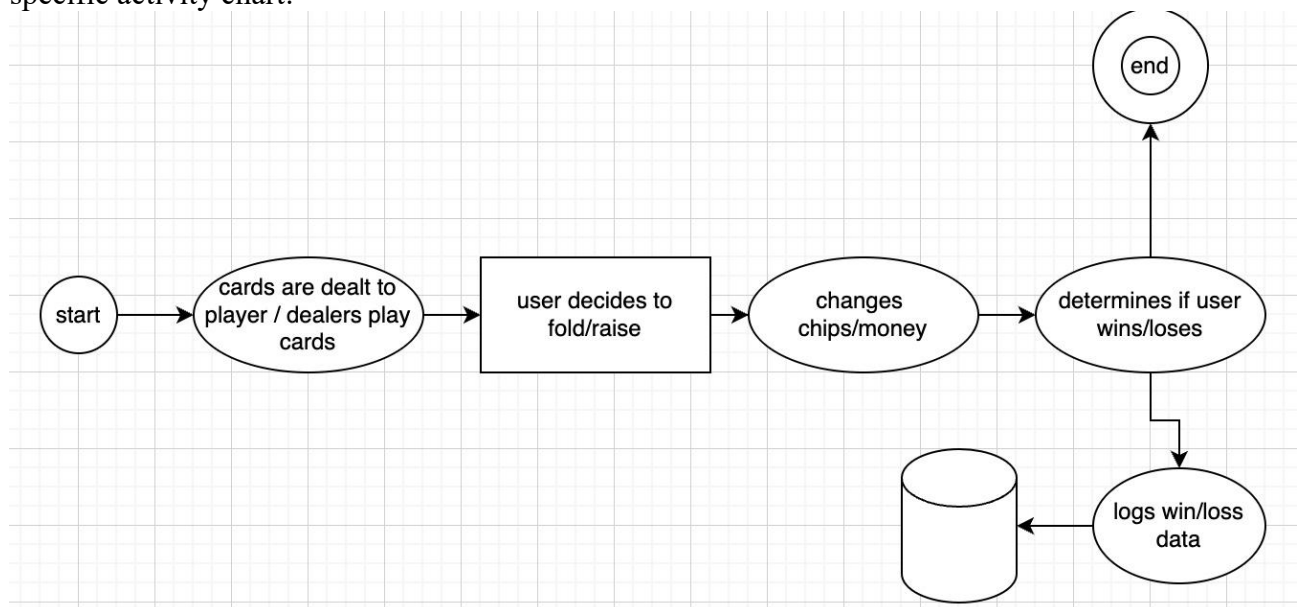 specific activity chart.
end
start
cards are dealt to
player / dealers play
cards
user decides to
fold/raise
changes
chips/money
determines if user
wins/loses
logs win/loss
data